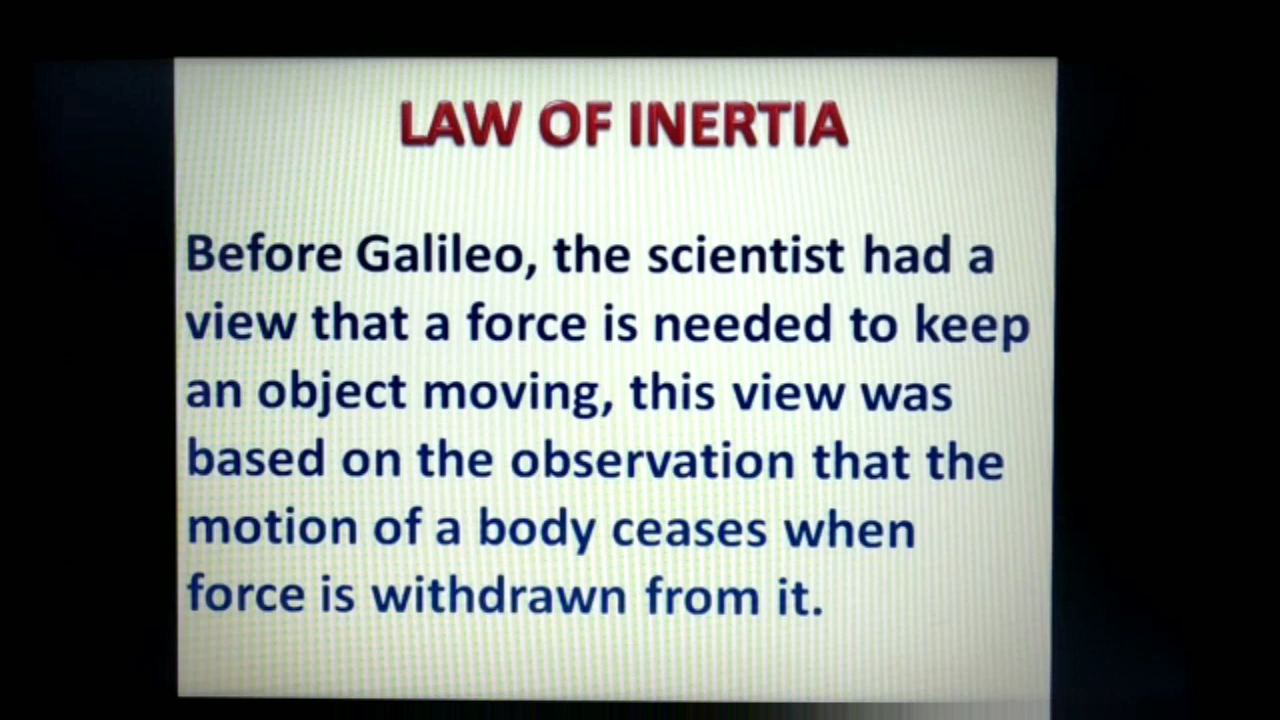 LAW OF INERTIA
Before Galileo, the scientist had a
view that a force is needed to keep
an object moving, this view was
based on the observation that the
motion of a body ceases when
force is withdrawn from it.